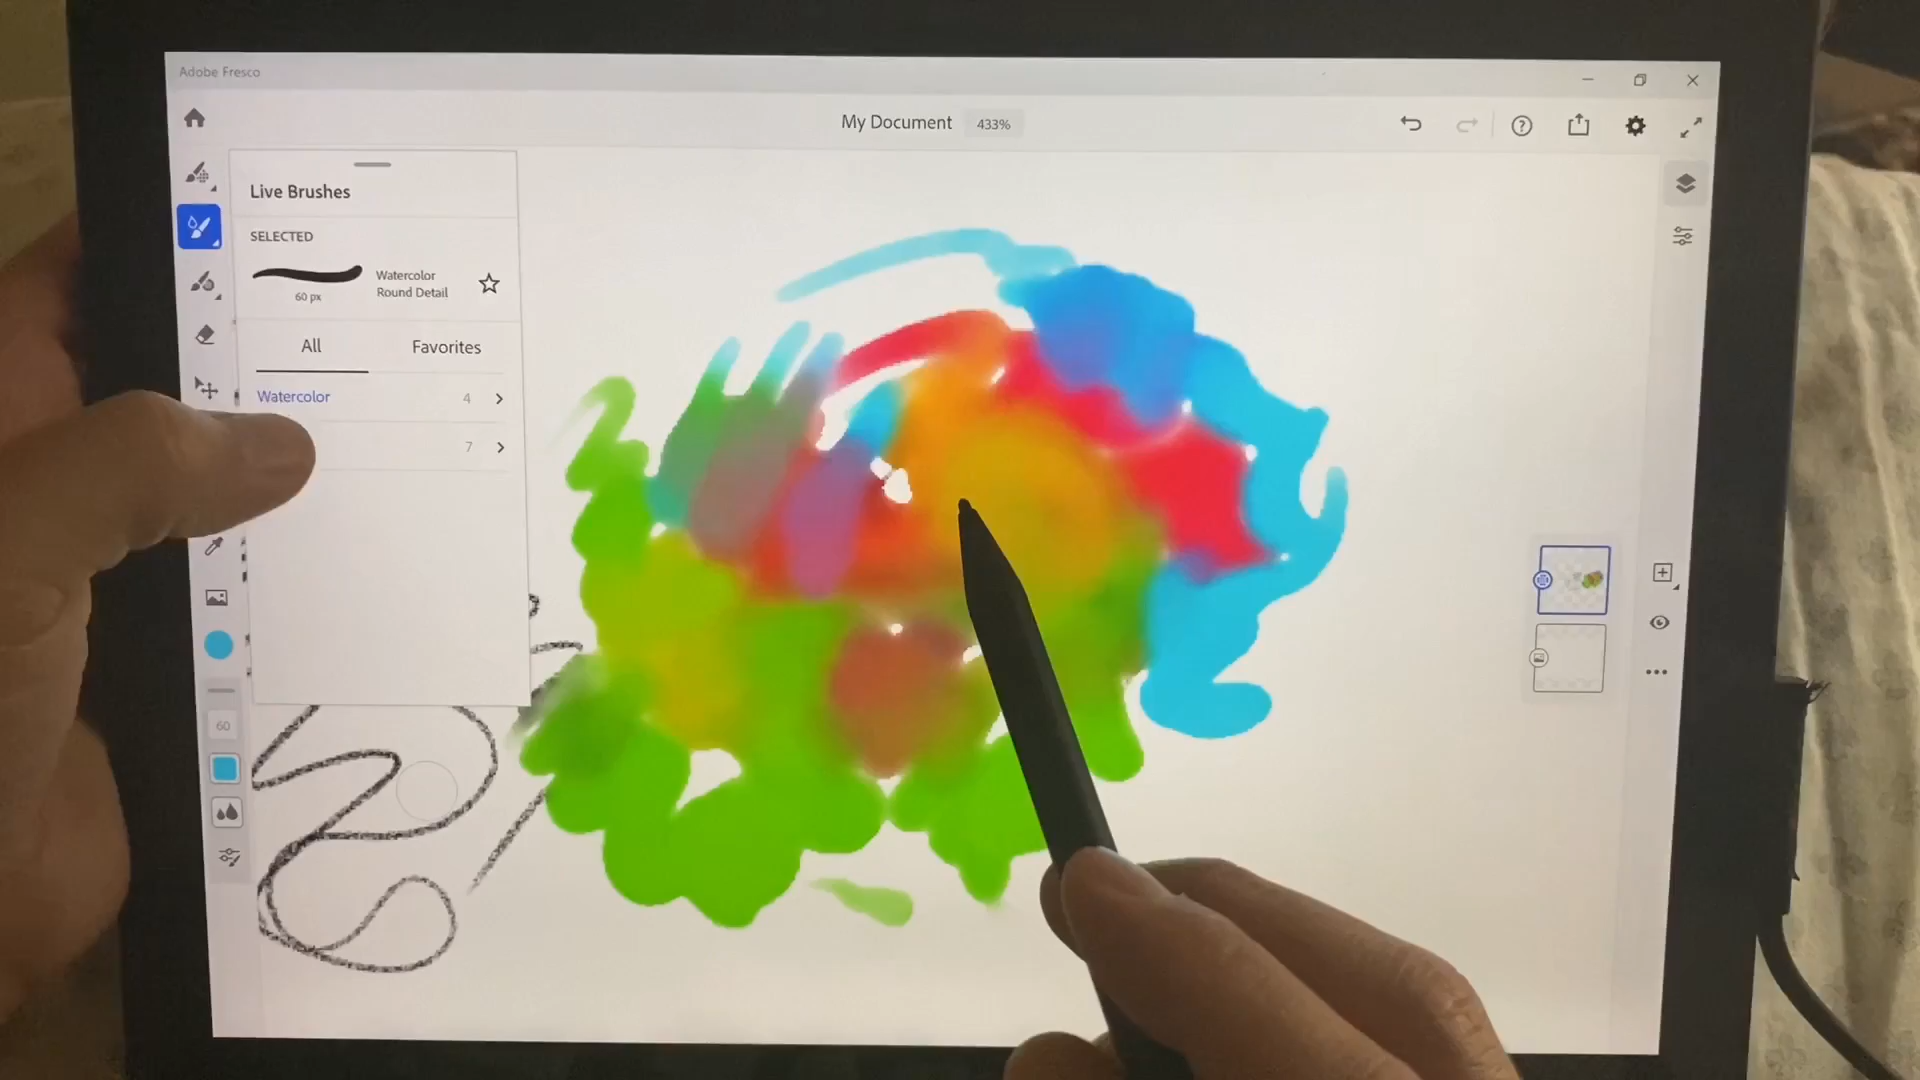 Adobe Fresco
My Document 433%
Live Brushes
SELECTED
Watercolor
Round Detail
60 px
All Favorites
Watercolor 4
7
60